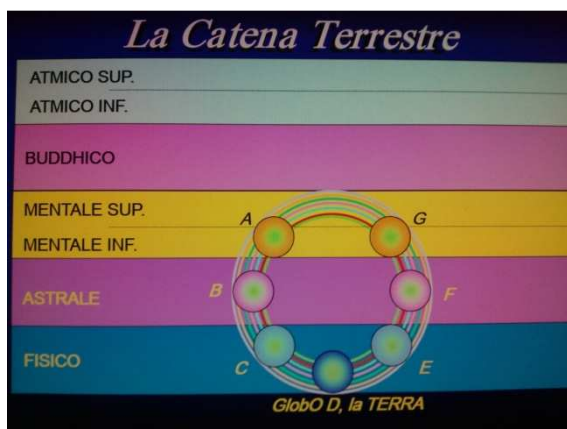 La Catena Terrestre
ATMICO SUP.
ATMICO INF.
BUDDHICO
MENTALE SUP.
A
G
MENTALE INF.
ASTRALE
B
F
FISICO
C
E
GlobO D, la TERRA